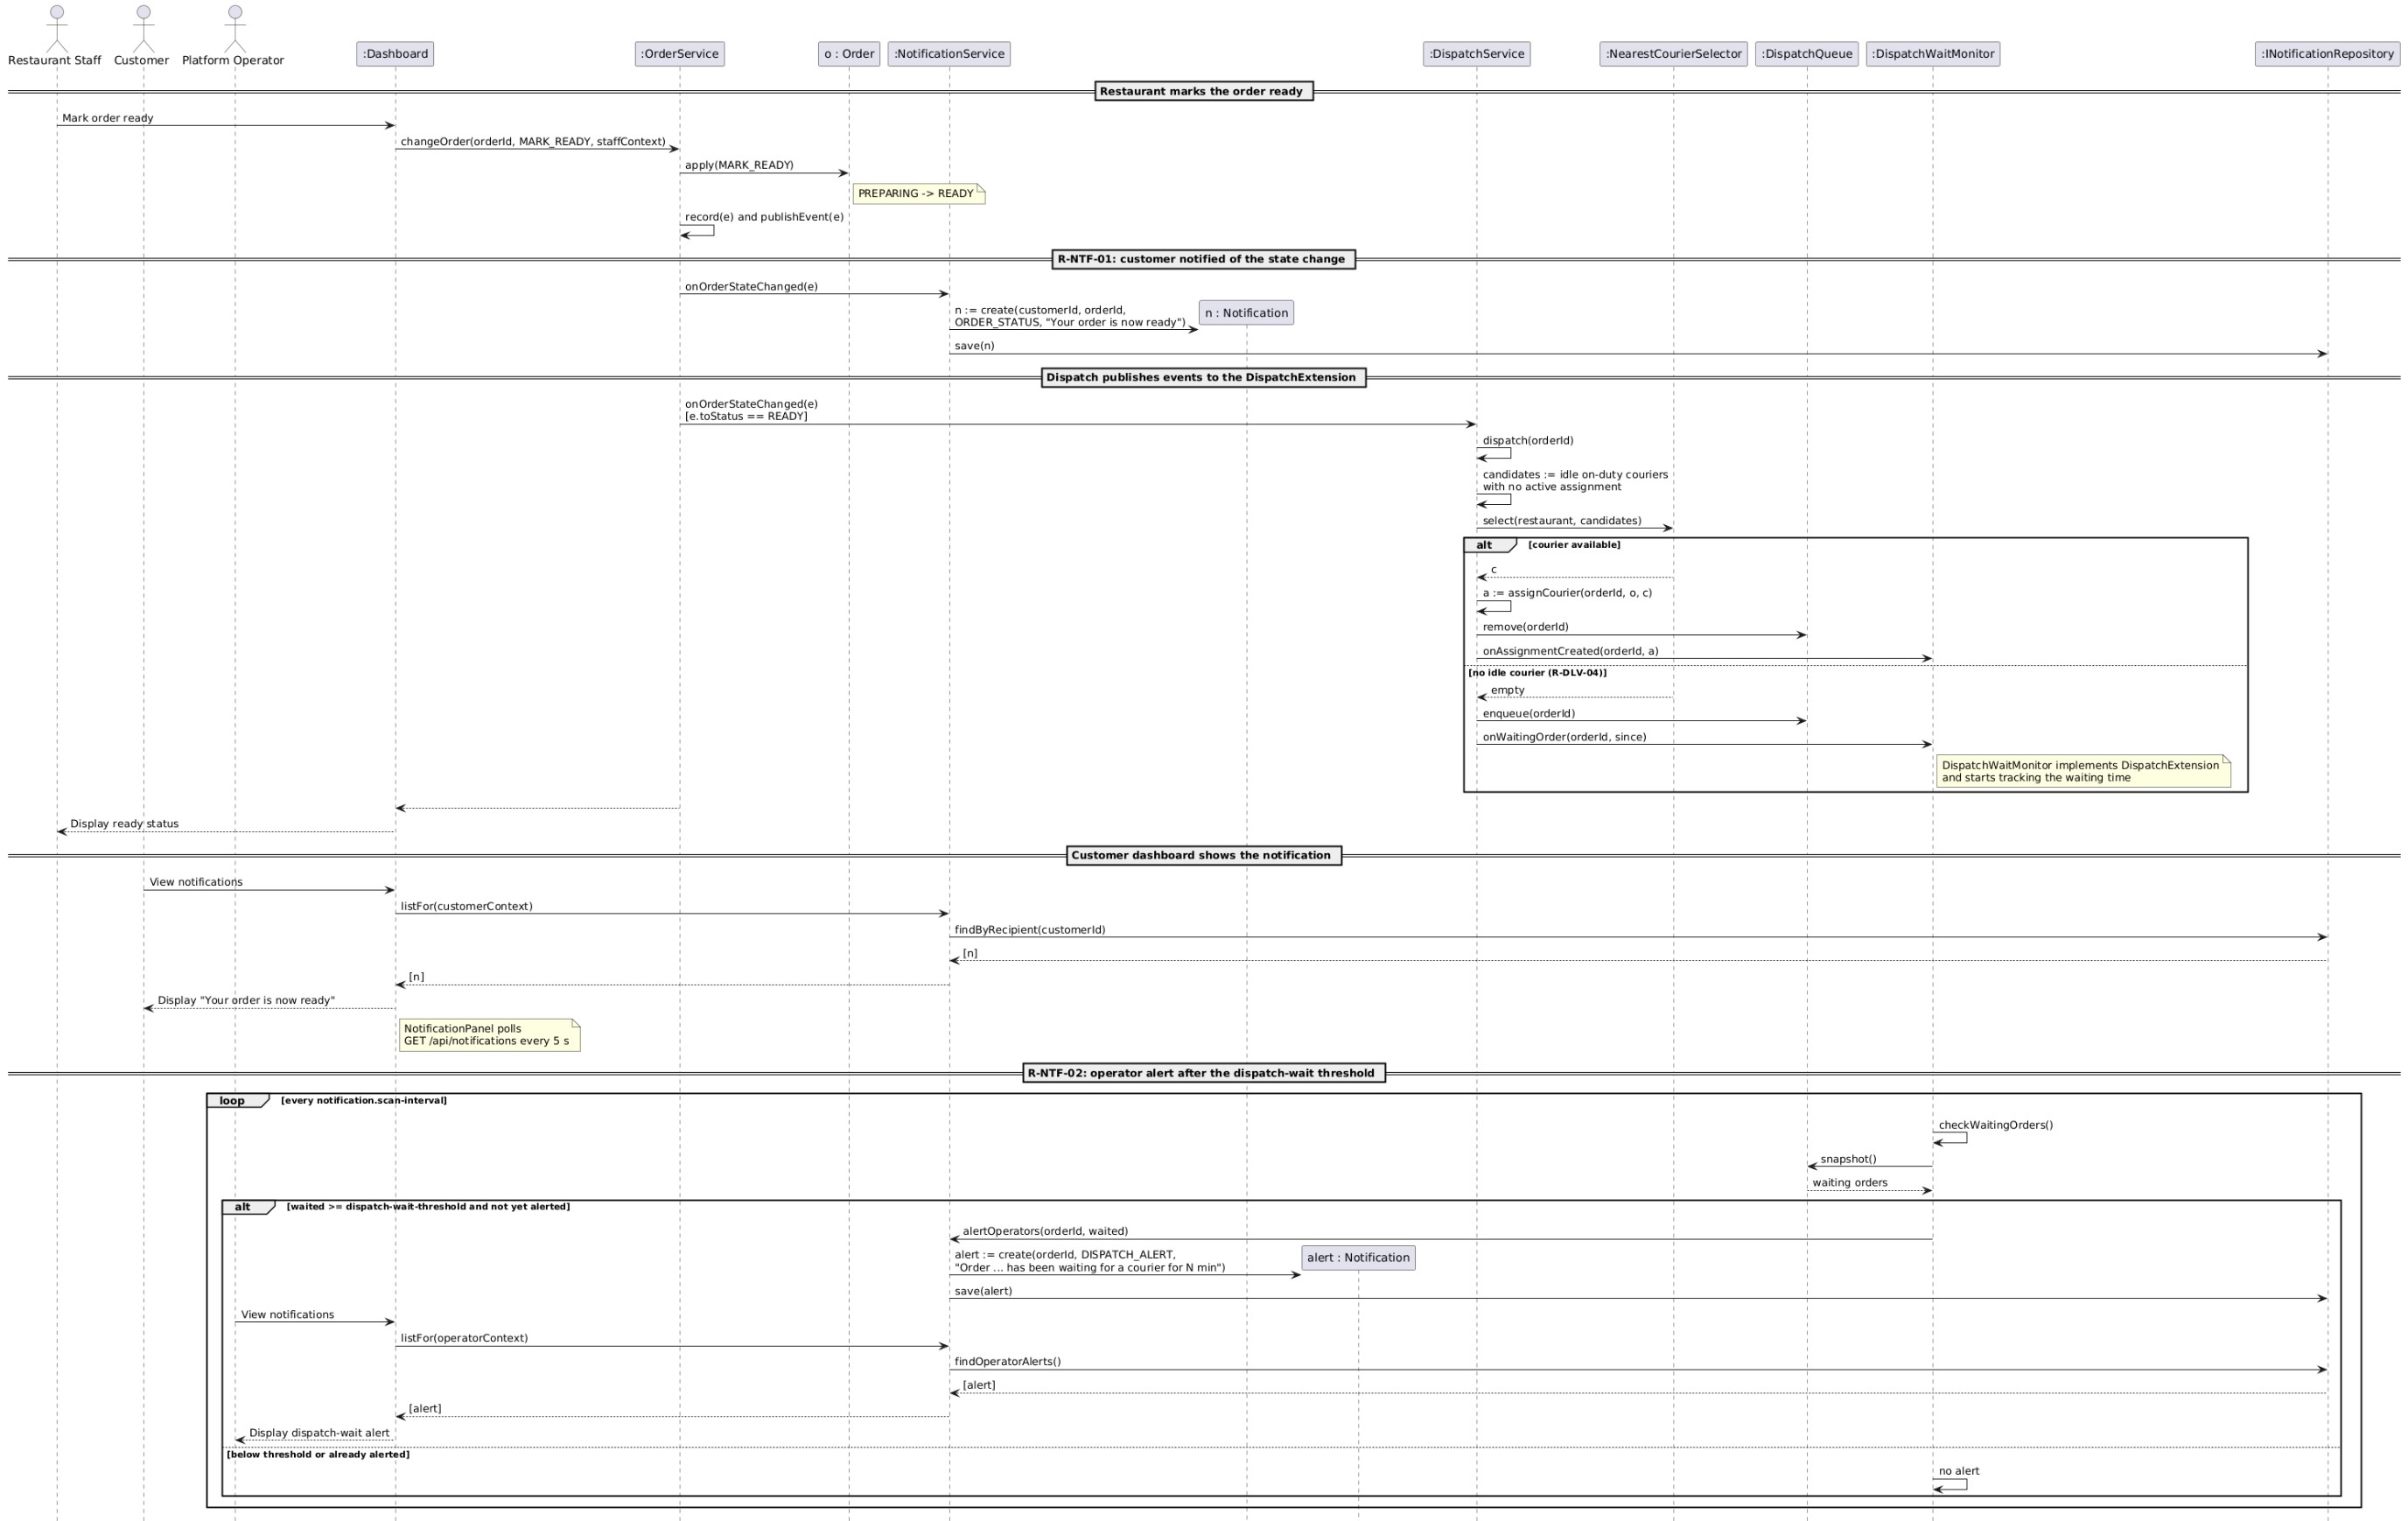 Restaurant Staff
Customer
Platform Operator
:Dashboard
:OrderService
o : Order
:NotificationService
:DispatchService
:NearestCourierSelector
:DispatchQueue
:DispatchWaitMonitor
:INotificationRepository
Restaurant marks the order ready
Mark order ready
changeOrder(orderId, MARK_READY, staffContext)
apply(MARK_READY)
PREPARING -> READY
record(e) and publishEvent(e)
R-NTF-01: customer notified of the state change
onOrderStateChanged(e)
n := create(customerId, orderId,
ORDER_STATUS, "Your order is now ready")
n : Notification
save(n)
Dispatch publishes events to the DispatchExtension
onOrderStateChanged(e)
[e.toStatus == READY]
dispatch(orderId)
candidates := idle on-duty couriers
with no active assignment
select(restaurant, candidates)
alt [courier available]
c
a := assignCourier(orderId, o, c)
remove(orderId)
onAssignmentCreated(orderId, a)
[no idle courier (R-DLV-04)]
empty
enqueue(orderId)
onWaitingOrder(orderId, since)
DispatchWaitMonitor implements DispatchExtension
and starts tracking the waiting time
Display ready status
Customer dashboard shows the notification
View notifications
listFor(customerContext)
findByRecipient(customerId)
[n]
[n]
Display "Your order is now ready"
NotificationPanel polls
GET /api/notifications every 5 s
R-NTF-02: operator alert after the dispatch-wait threshold
loop [every notification.scan-interval]
checkWaitingOrders()
snapshot()
waiting orders
alt [waited >= dispatch-wait-threshold and not yet alerted]
alertOperators(orderId, waited)
alert := create(orderId, DISPATCH_ALERT,
"Order ... has been waiting for a courier for N min")
alert : Notification
save(alert)
View notifications
listFor(operatorContext)
findOperatorAlerts()
[alert]
[alert]
Display dispatch-wait alert
[below threshold or already alerted]
no alert